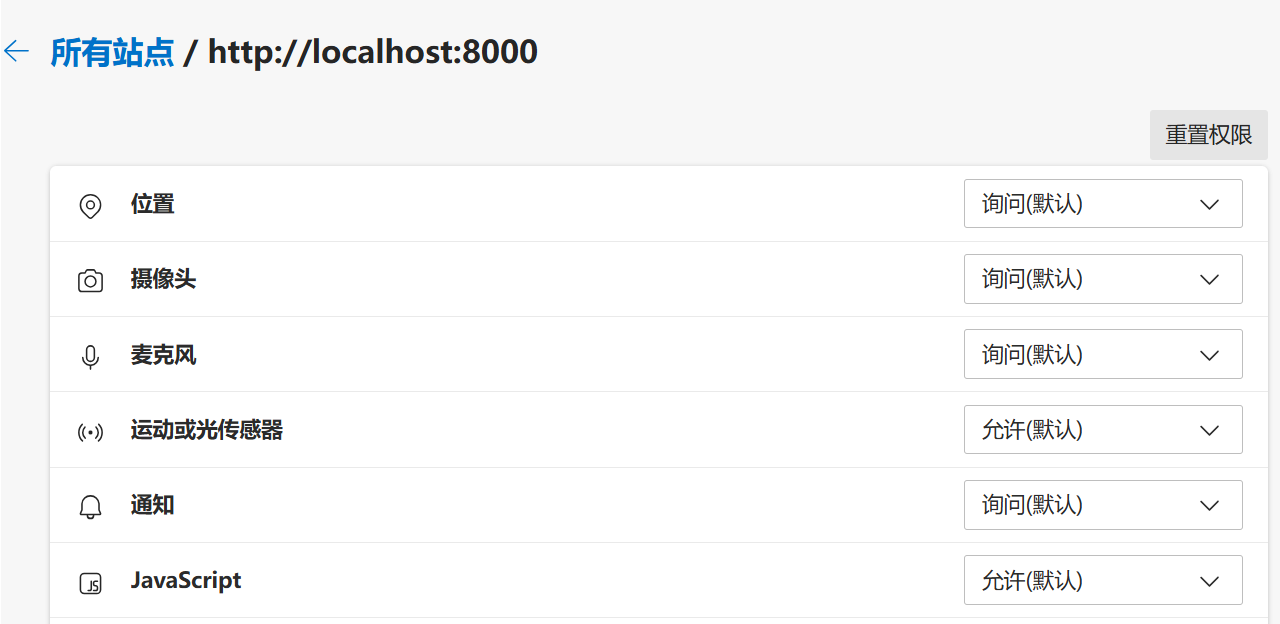 所有站点 / http://localhost:8000
重置权限
位置 询问(默认)
摄像头 询问(默认)
麦克风 询问(默认)
运动或光传感器 允许(默认)
通知 询问(默认)
JS JavaScript 允许(默认)